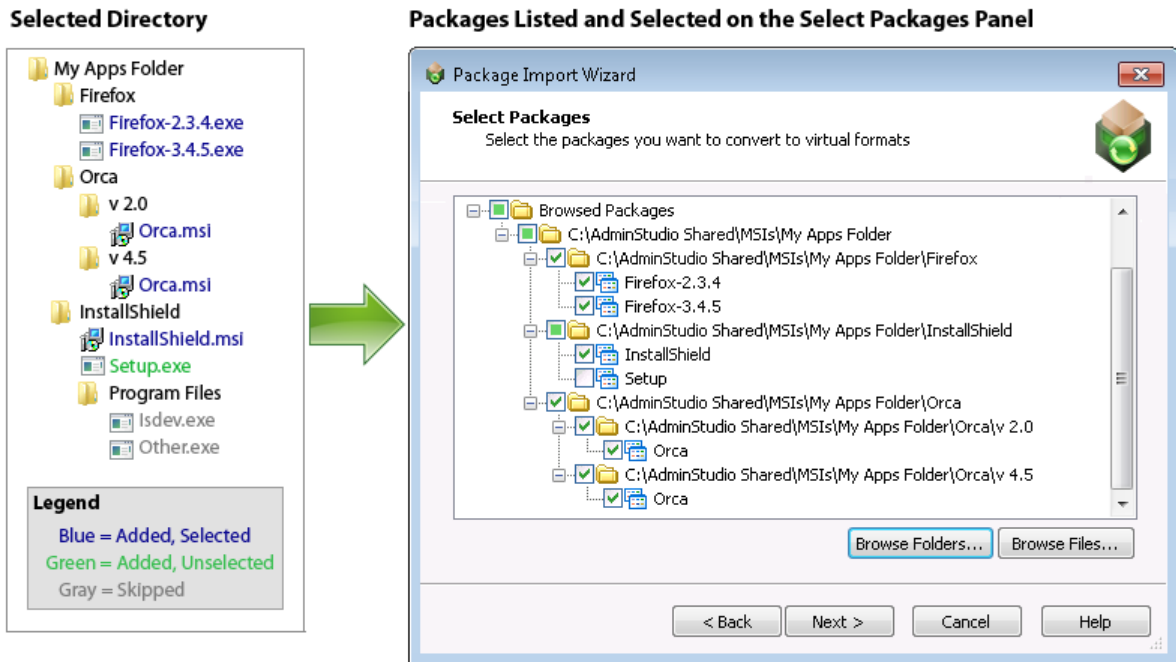 Selected Directory
My Apps Folder
Firefox
Firefox-2.3.4.exe
Firefox-3.4.5.exe
Orca
v 2.0
Orca.msi
v 4.5
Orca.msi
InstallShield
InstallShield.msi
Setup.exe
Program Files
Isdev.exe
Other.exe
Legend
Blue = Added, Selected
Green = Added, Unselected
Gray = Skipped
Packages Listed and Selected on the Select Packages Panel
Package Import Wizard
Select Packages
Select the packages you want to convert to virtual formats
Browsed Packages
C:\AdminStudio Shared\MSIs\My Apps Folder
C:\AdminStudio Shared\MSIs\My Apps Folder\Firefox
Firefox-2.3.4
Firefox-3.4.5
C:\AdminStudio Shared\MSIs\My Apps Folder\InstallShield
InstallShield
Setup
C:\AdminStudio Shared\MSIs\My Apps Folder\Orca
C:\AdminStudio Shared\MSIs\My Apps Folder\Orca\v 2.0
Orca
C:\AdminStudio Shared\MSIs\My Apps Folder\Orca\v 4.5
Orca
Browse Folders... Browse Files...
< Back Next > Cancel Help